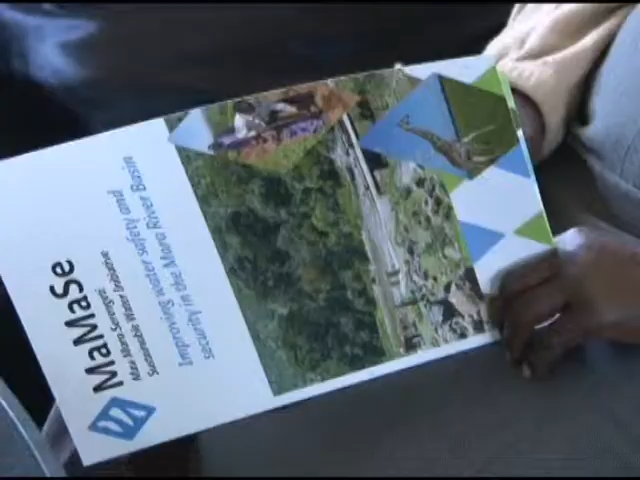 MaMaSe
Mau Mara Serengeti
Sustainable Water Initiative
Improving water safety and
security in the Mara River Basin